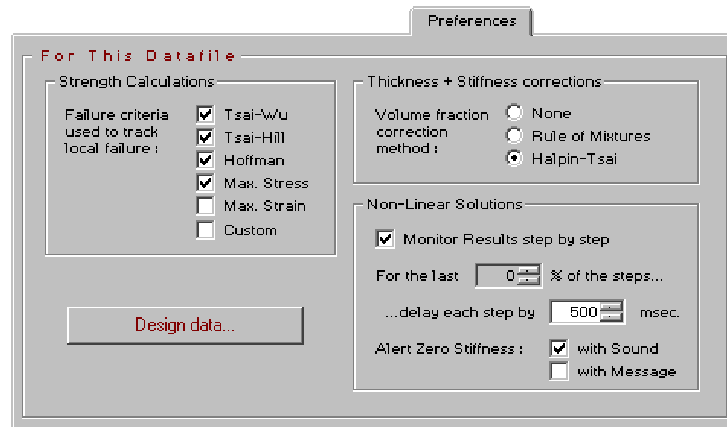 Preferences
For This Datafile
Strength Calculations
Failure criteria
used to track
local failure :
Tsai-Wu
Tsai-Hill
Hoffman
Max. Stress
Max. Strain
Custom
Design data...
Thickness + Stiffness corrections
Volume fraction
correction
method :
None
Rule of Mixtures
Halpin-Tsai
Non-Linear Solutions
Monitor Results step by step
For the last 0 % of the steps...
...delay each step by 500 msec.
Alert Zero Stiffness : with Sound
with Message